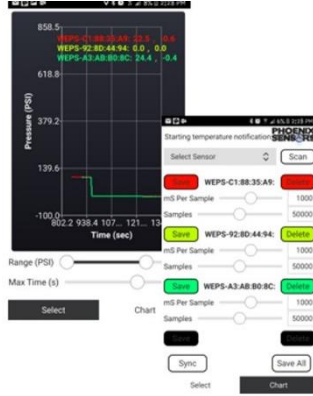 858.5
WEPS-C1:88:35:A9: 22.5 , -0.6
WEPS-92:8D:44:94: 0.0 , 0.0
WEPS-A3:AB:B0:8C: 24.4 , -0.4
618.8
379.2
139.6
-100.0
Pressure (PSI)
802.2 938.4 107... 121... 13
Time (sec)
Range (PSI)
Max Time (s)
Select
Chart
Starting temperature notification
PHOENIX
SENSORS
Select Sensor
Scan
Save WEPS-C1:88:35:A9: Delete
mS Per Sample 1000
Samples 50000
Save WEPS-92:8D:44:94: Delete
mS Per Sample 1000
Samples 50000
Save WEPS-A3:AB:B0:8C: Delete
mS Per Sample 1000
Samples 50000
Save Delete
Sync Save All
Select Chart